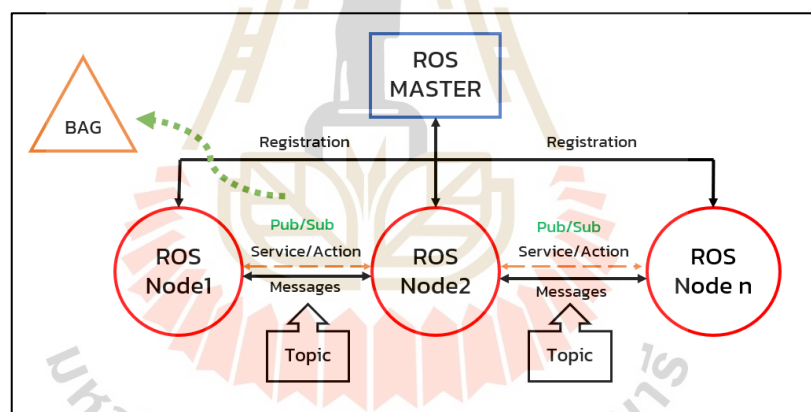 ROS
MASTER
BAG
Registration
Registration
Pub/Sub
Pub/Sub
ROS
Node1
Service/Action
ROS
Node2
Service/Action
ROS
Node n
Messages
Messages
Topic
Topic